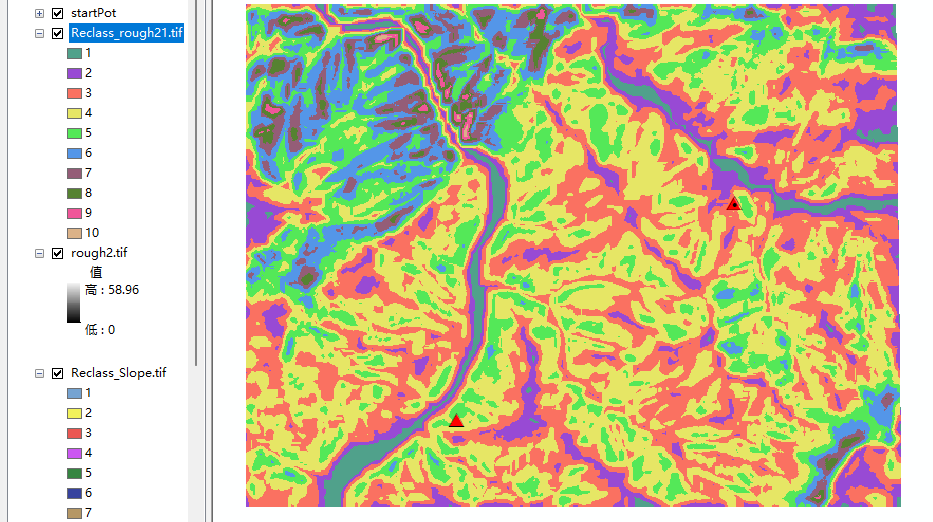 startPot
Reclass_rough21.tif
1
2
3
4
5
6
7
8
9
10
rough2.tif
值
高 : 58.96
低 : 0
Reclass_Slope.tif
1
2
3
4
5
6
7